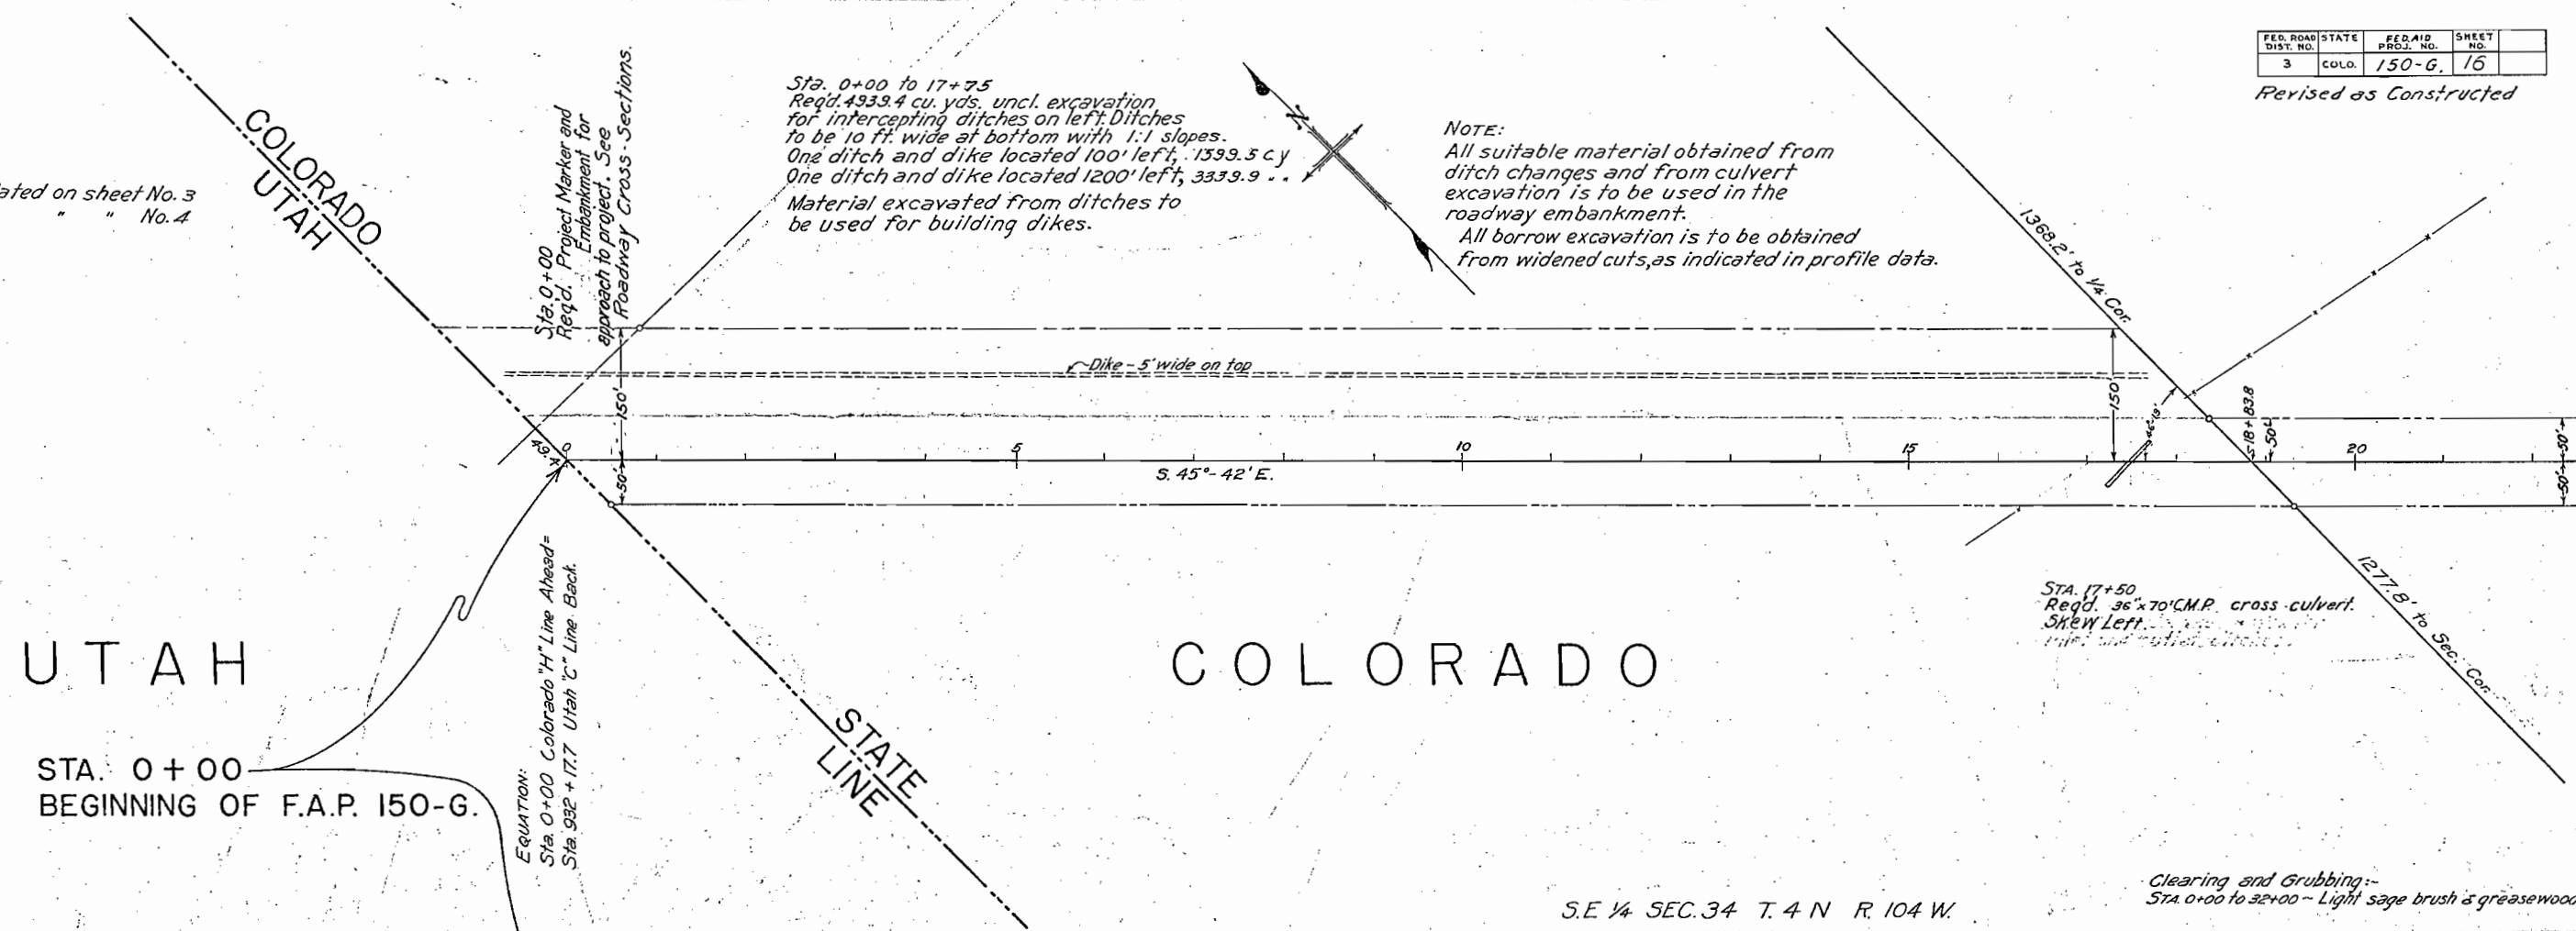 FED. ROAD DIST. NO. STATE FED. AID PROJ. NO. SHEET NO.
3 COLO. 150-G. 16
Revised as Constructed
ated on sheet No. 3
" " No. 4
COLORADO
UTAH
Sta. 0+00
Req'd. Project Marker and
Embankment for
approach to project. See
Roadway Cross-Sections.
Sta. 0+00 to 17+75
Req'd. 4939.4 cu. yds. uncl. excavation
for intercepting ditches on left. Ditches
to be 10 ft. wide at bottom with 1:1 slopes.
One ditch and dike located 100' left, 1599.5 c.y
One ditch and dike located 1200' left, 3339.9 " "
Material excavated from ditches to
be used for building dikes.
N.
NOTE:
All suitable material obtained from
ditch changes and from culvert
excavation is to be used in the
roadway embankment.
All borrow excavation is to be obtained
from widened cuts, as indicated in profile data.
1368.2' to 1/4 Cor.
Dike - 5' wide on top
150'
150'
18+83.8
50'
50'
50'
0
5
10
15
20
50'
S. 45°-42' E.
EQUATION:
Sta. 0+00 Colorado "H" Line Ahead=
Sta. 932+17.7 Utah "C" Line Back.
STA. 17+50
Req'd. 36"x70' C.M.P. cross culvert.
Skew Left.
1277.8' to Sec. Cor.
UTAH
COLORADO
STATE
LINE
STA. 0+00
BEGINNING OF F.A.P. 150-G.
S.E 1/4 SEC. 34 T. 4 N R. 104 W.
Clearing and Grubbing:-
STA. 0+00 to 32+00 ~ Light sage brush & greasewood